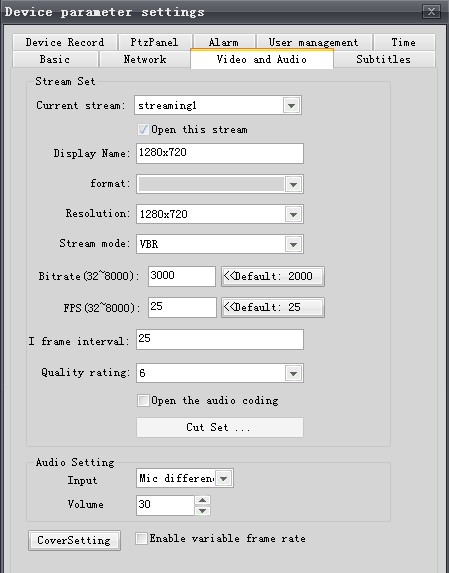 Device parameter settings
Device Record PtzPanel Alarm User management Time
Basic Network Video and Audio Subtitles
Stream Set
Current stream: streaming1
Open this stream
Display Name: 1280x720
format:
Resolution: 1280x720
Stream mode: VBR
Bitrate(32~8000): 3000 <<Default: 2000
FPS(32~8000): 25 <<Default: 25
I frame interval: 25
Quality rating: 6
Open the audio coding
Cut Set ...
Audio Setting
Input Mic differen
Volume 30
CoverSetting Enable variable frame rate